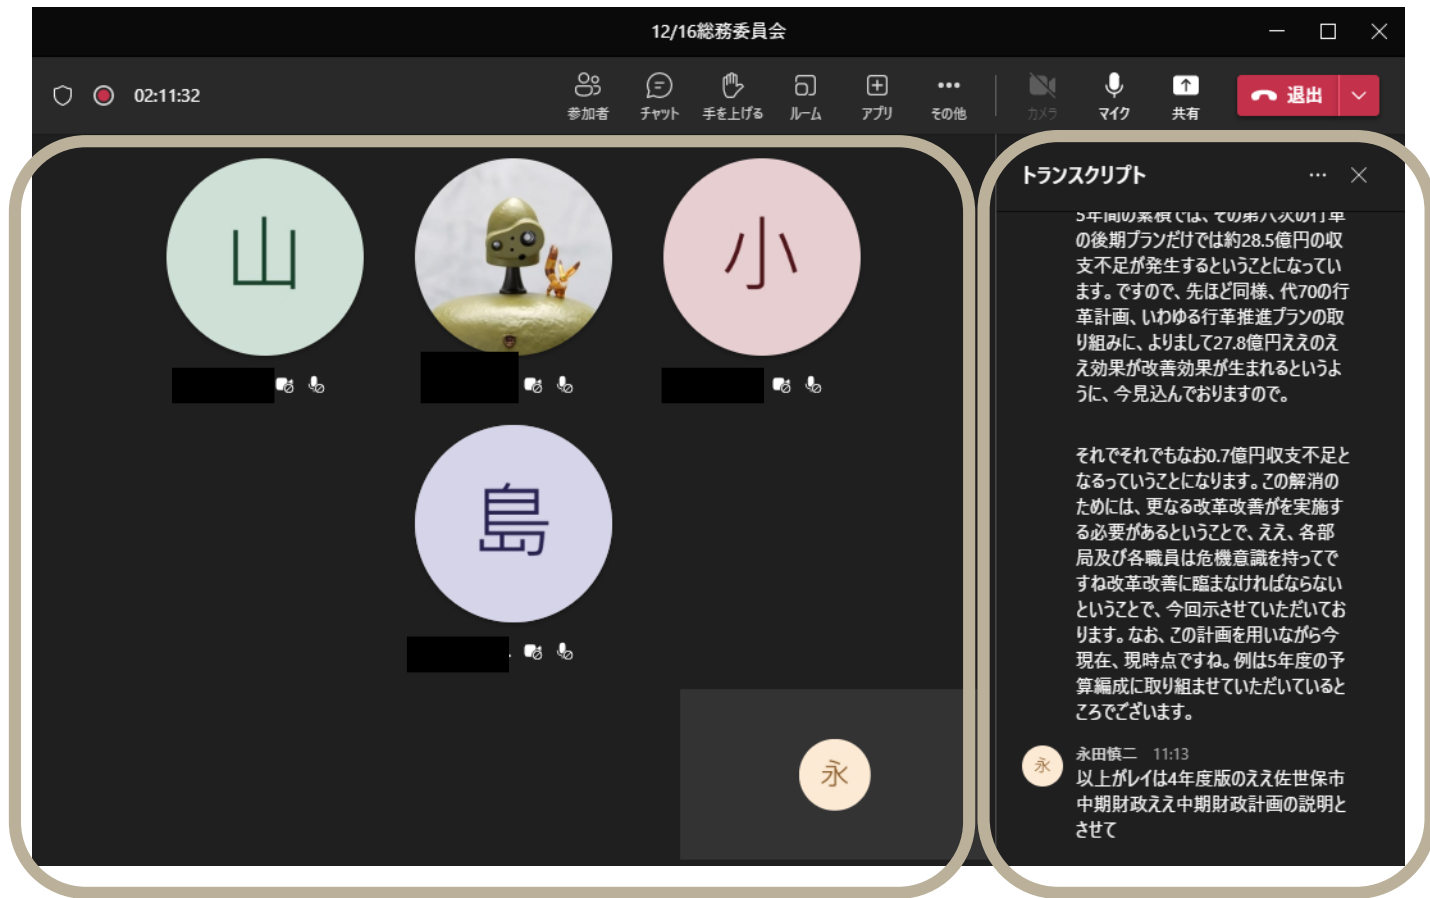 12/16総務委員会
02:11:32
参加者
チャット
手を上げる
ルーム
アプリ
その他
カメラ
マイク
共有
退出
山
小
島
永
トランスクリプト
5年間の累積では、その第八次の行革
の後期プランだけでは約28.5億円の収
支不足が発生するということになってい
ます。ですので、先ほど同様、代70の行
革計画、いわゆる行革推進プランの取
り組みに、よりまして27.8億円ええのえ
え効果が改善効果が生まれるというよ
うに、今見込んでおりますので。
それでそれでもなお0.7億円収支不足と
なるっていうことになります。この解消の
ためには、更なる改革改善がを実施す
る必要があるということで、ええ、各部
局及び各職員は危機意識を持ってで
すね改革改善に臨まなければならない
ということで、今回示させていただいてお
ります。なお、この計画を用いながら今
現在、現時点ですね。例は5年度の予
算編成に取り組ませていただいていると
ころでございます。
永
永田慎二 11:13
以上がレイは4年度版のええ佐世保市
中期財政ええ中期財政計画の説明と
させて